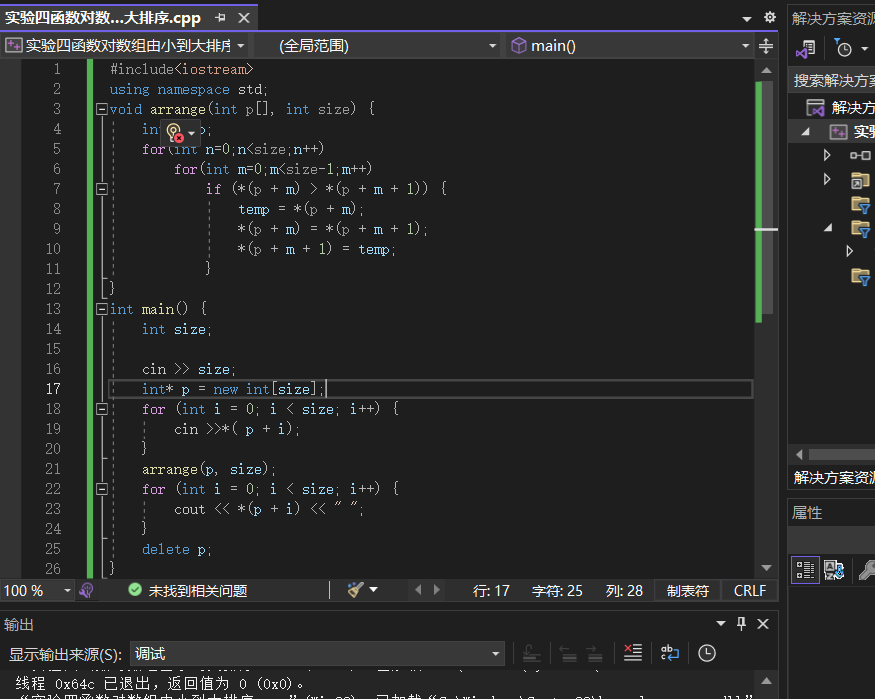 实验四函数对数...大排序.cpp
解决方案资源
实验四函数对数组由小到大排序
(全局范围)
main()
搜索解决方案
解决方
实验
1 #include<iostream>
2 using namespace std;
3 void arrange(int p[], int size) {
4 int
5 for(int n=0;n<size;n++)
6 for(int m=0;m<size-1;m++)
7 if (*(p + m) > *(p + m + 1)) {
8 temp = *(p + m);
9 *(p + m) = *(p + m + 1);
10 *(p + m + 1) = temp;
11 }
12 }
13 int main() {
14 int size;
15
16 cin >> size;
17 int* p = new int[size];
18 for (int i = 0; i < size; i++) {
19 cin >>*( p + i);
20 }
21 arrange(p, size);
22 for (int i = 0; i < size; i++) {
23 cout << *(p + i) << " ";
24 }
25 delete p;
26 }
解决方案资源
属性
100 %
未找到相关问题
行: 17
字符: 25
列: 28
制表符
CRLF
输出
显示输出来源(S): 调试
线程 0x64c 已退出，返回值为 0 (0x0)。